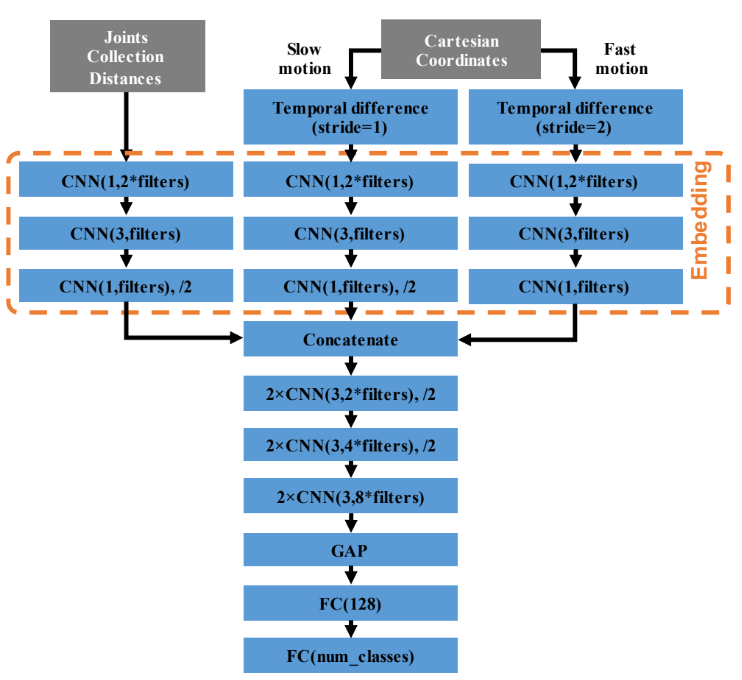 Joints
Collection
Distances
Slow
motion
Cartesian
Coordinates
Fast
motion
Temporal difference
(stride=1)
Temporal difference
(stride=2)
CNN(1,2*filters)
CNN(1,2*filters)
CNN(1,2*filters)
CNN(3,filters)
CNN(3,filters)
CNN(3,filters)
CNN(1,filters), /2
CNN(1,filters), /2
CNN(1,filters)
Embedding
Concatenate
2×CNN(3,2*filters), /2
2×CNN(3,4*filters), /2
2×CNN(3,8*filters)
GAP
FC(128)
FC(num_classes)